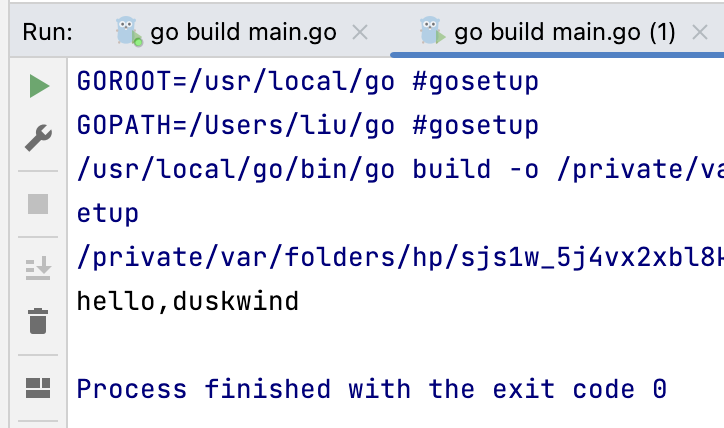 Run:
go build main.go
go build main.go (1)
GOROOT=/usr/local/go #gosetup
GOPATH=/Users/liu/go #gosetup
/usr/local/go/bin/go build -o /private/va
etup
/private/var/folders/hp/sjs1w_5j4vx2xbl8k
hello,duskwind
Process finished with the exit code 0